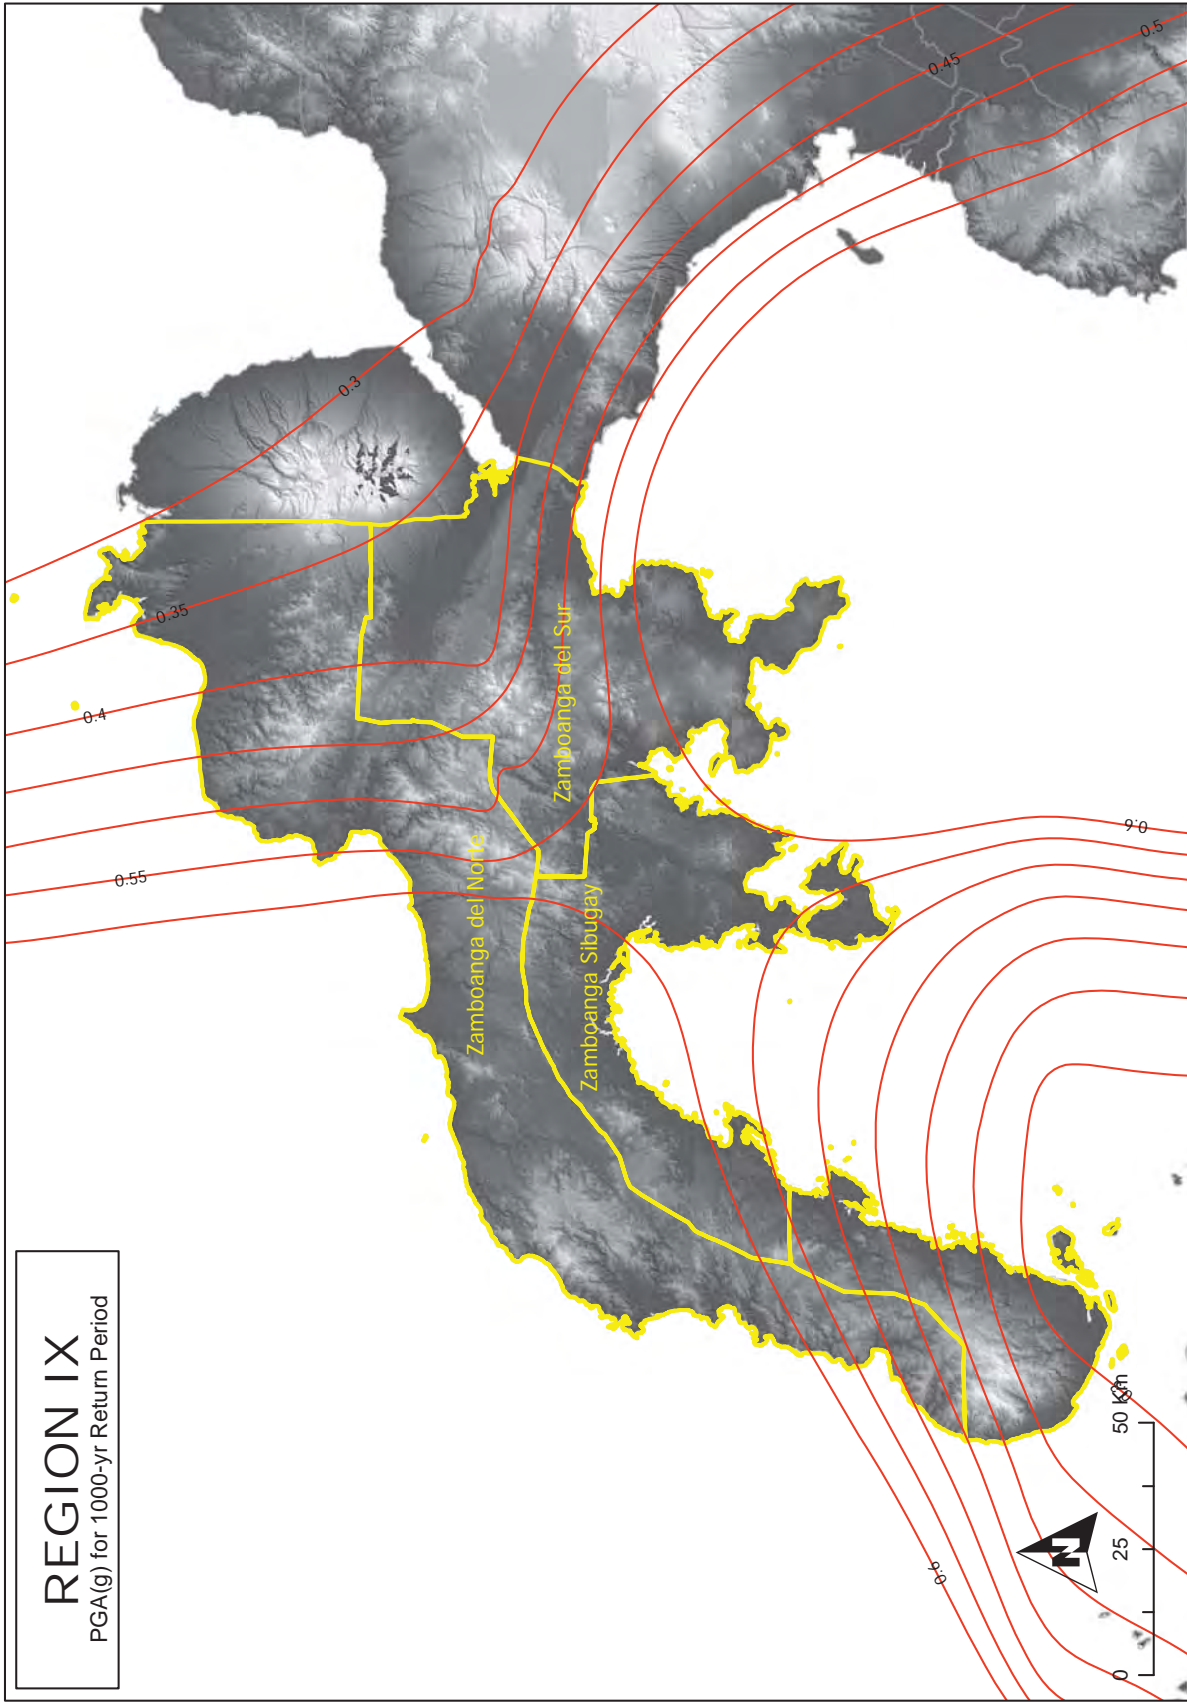 REGION IX
PGA(g) for 1000-yr Return Period
0.3
0.35
0.4
0.45
0.5
0.55
0.6
0.6
Zamboanga del Norte
Zamboanga del Sur
Zamboanga Sibugay
N
0
25
50 Km